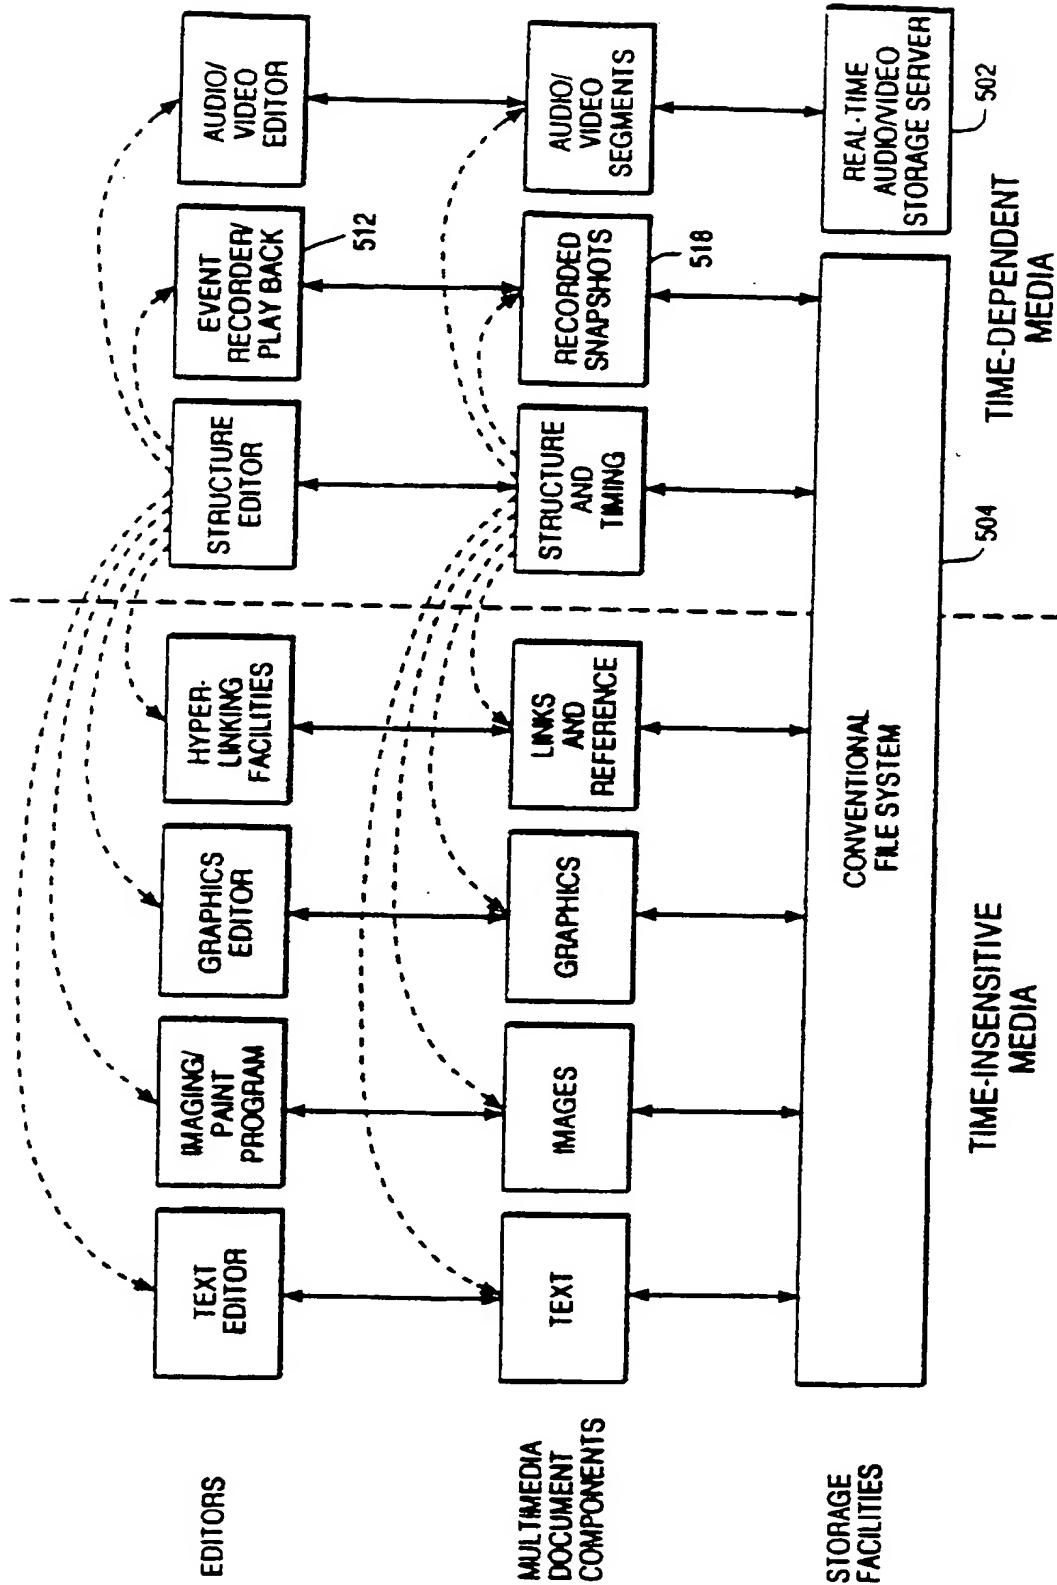 EDITORS
TEXT
EDITOR
IMAGING/
PAINT
PROGRAM
GRAPHICS
EDITOR
HYPER-
LINKING
FACILITIES
STRUCTURE
EDITOR
EVENT
RECORDER/
PLAY BACK
512
AUDIO/
VIDEO
EDITOR
MULTIMEDIA
DOCUMENT
COMPONENTS
TEXT
IMAGES
GRAPHICS
LINKS
AND
REFERENCE
STRUCTURE
AND
TIMING
RECORDED
SNAPSHOTS
518
AUDIO/
VIDEO
SEGMENTS
STORAGE
FACILITIES
CONVENTIONAL
FILE SYSTEM
504
REAL-TIME
AUDIO/VIDEO
STORAGE SERVER
502
TIME-INSENSITIVE
MEDIA
TIME-DEPENDENT
MEDIA